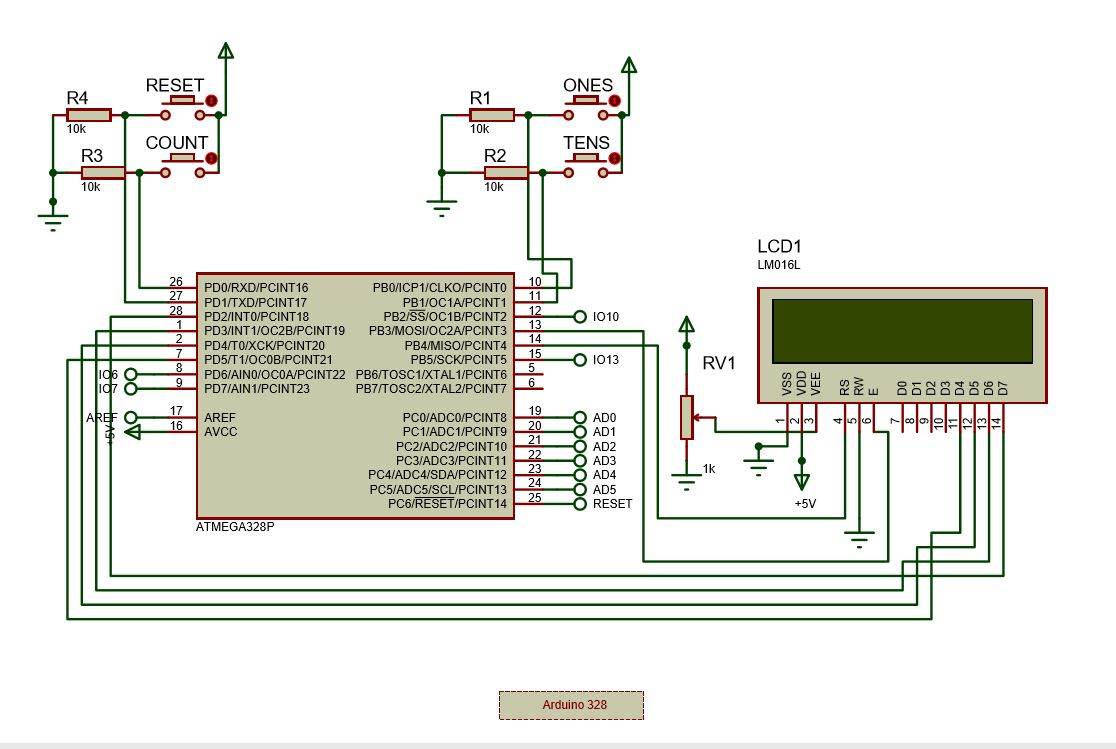 RESET
R4
10k
COUNT
R3
10k
ONES
R1
10k
TENS
R2
10k
LCD1
LM016L
26 PD0/RXD/PCINT16 PB0/ICP1/CLKO/PCINT0 10
27 PD1/TXD/PCINT17 PB1/OC1A/PCINT1 11
28 PD2/INT0/PCINT18 PB2/SS/OC1B/PCINT2 12 IO10
1 PD3/INT1/OC2B/PCINT19 PB3/MOSI/OC2A/PCINT3 13
2 PD4/T0/XCK/PCINT20 PB4/MISO/PCINT4 14
7 PD5/T1/OC0B/PCINT21 PB5/SCK/PCINT5 15 IO13
IO6 8 PD6/AIN0/OC0A/PCINT22 PB6/TOSC1/XTAL1/PCINT6 5
IO7 9 PD7/AIN1/PCINT23 PB7/TOSC2/XTAL2/PCINT7 6
AREF 17 AREF PC0/ADC0/PCINT8 19 AD0
+5V 16 AVCC PC1/ADC1/PCINT9 20 AD1
PC2/ADC2/PCINT10 21 AD2
PC3/ADC3/PCINT11 22 AD3
PC4/ADC4/SDA/PCINT12 23 AD4
PC5/ADC5/SCL/PCINT13 24 AD5
PC6/RESET/PCINT14 25 RESET
ATMEGA328P
RV1
1k
VSS VDD VEE RS RW E D0 D1 D2 D3 D4 D5 D6 D7
1 2 3 4 5 6 7 8 9 10 11 12 13 14
+5V
Arduino 328